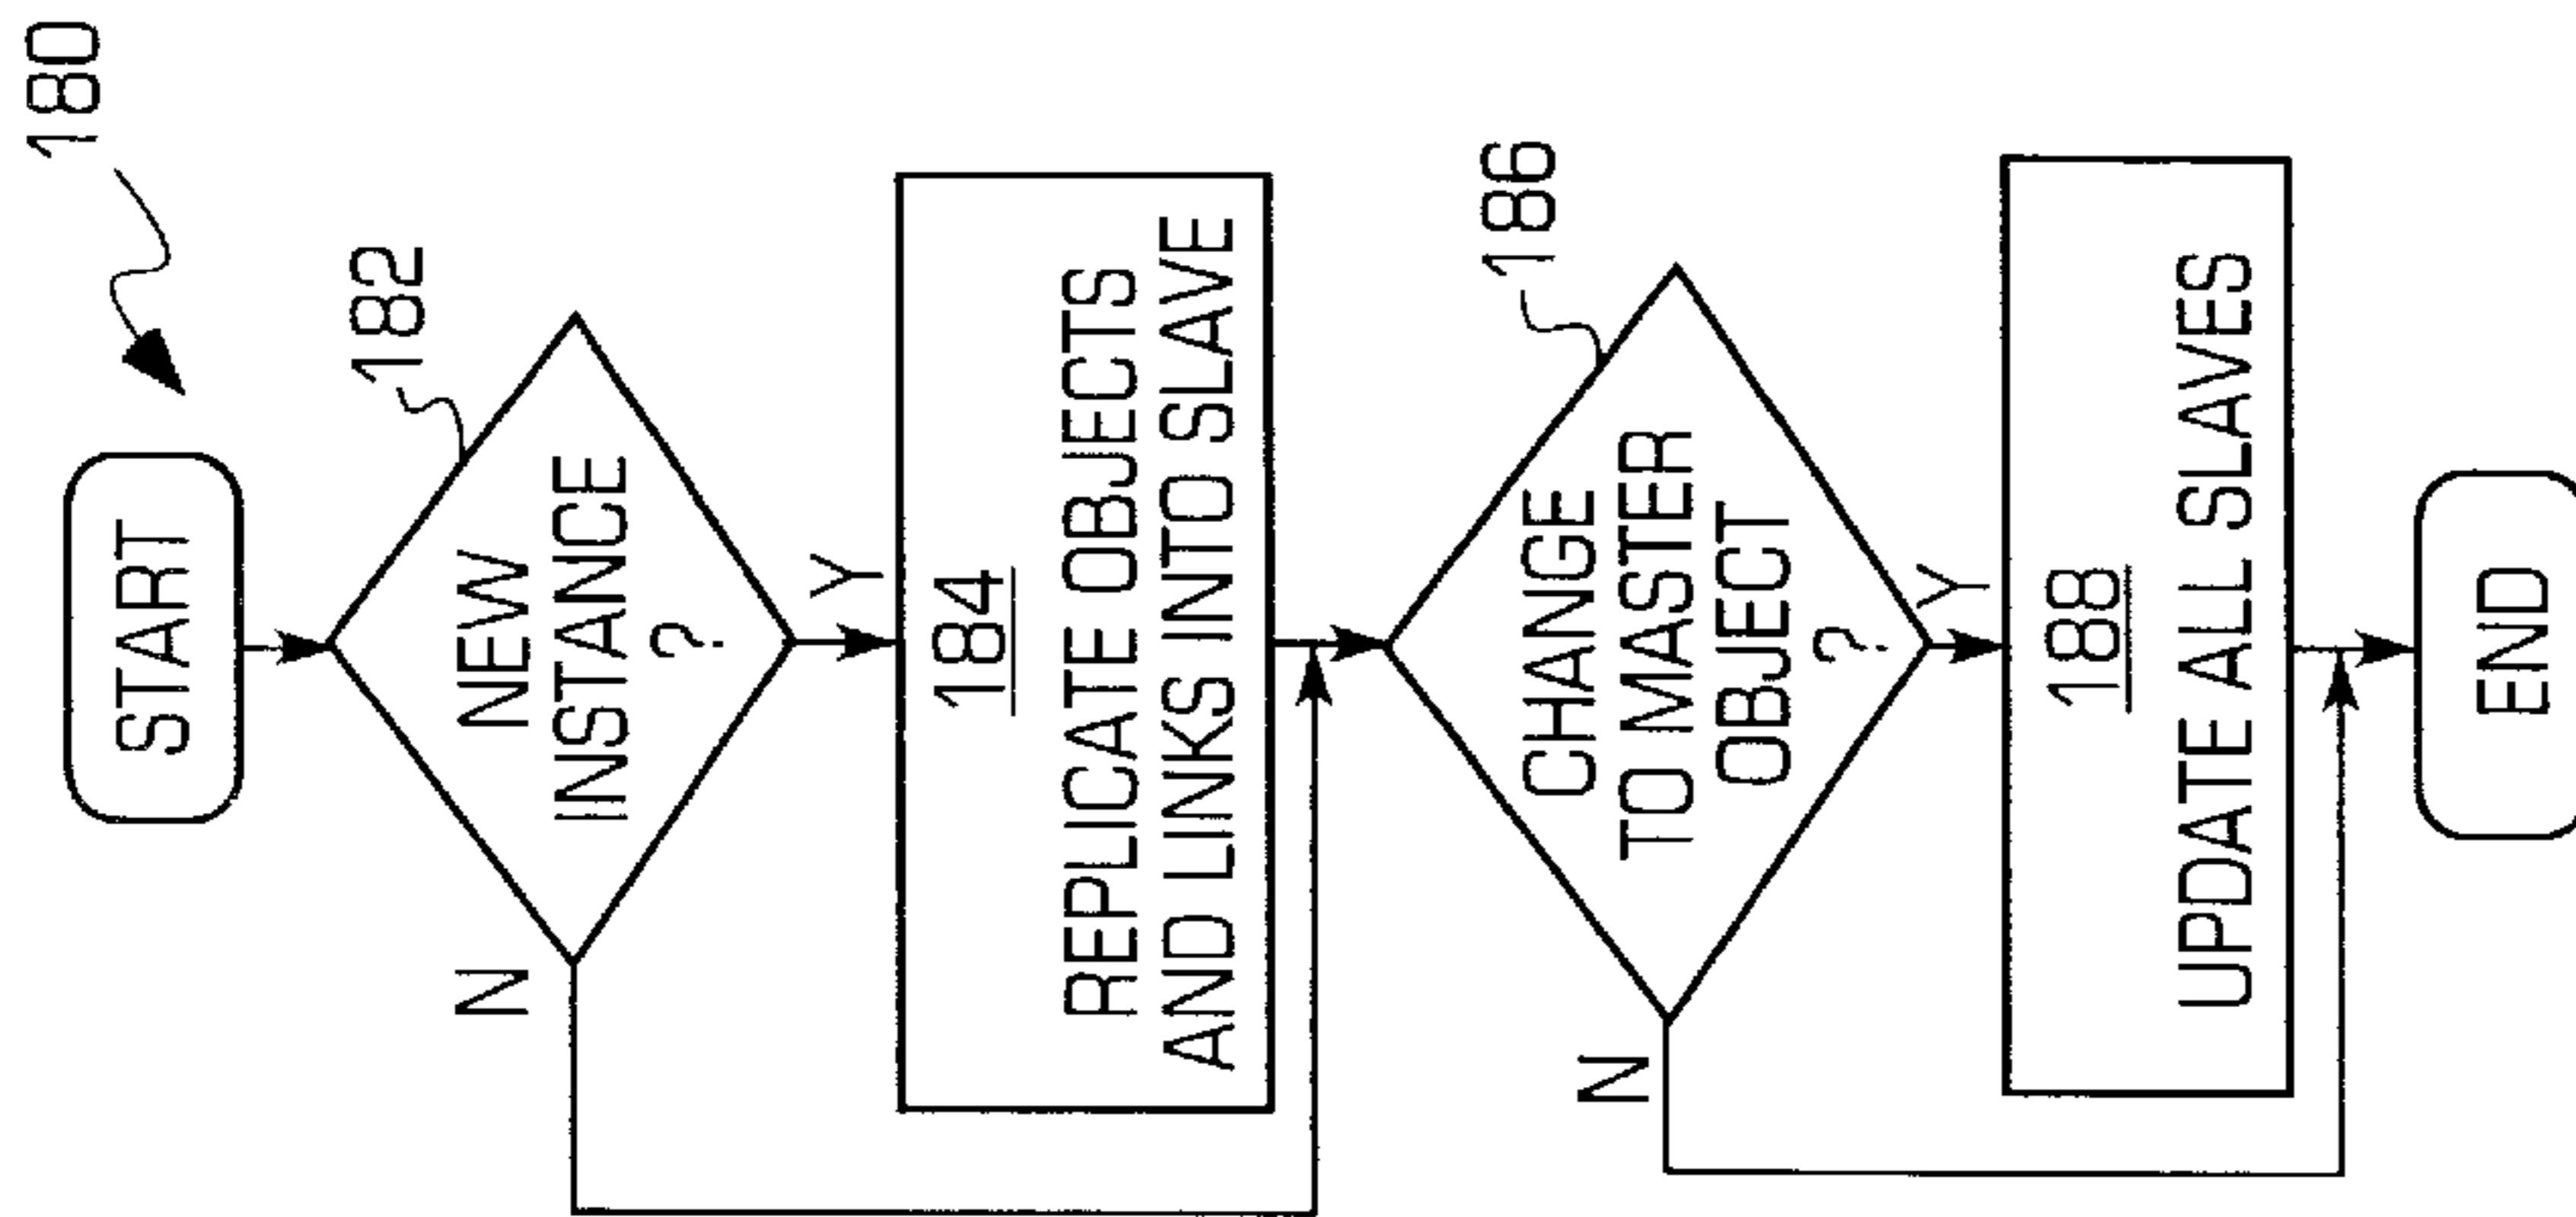 180
START
182
NEW
INSTANCE
?
N
Y
184
REPLICATE OBJECTS
AND LINKS INTO SLAVE
186
CHANGE
TO MASTER
OBJECT
?
N
Y
188
UPDATE ALL SLAVES
END